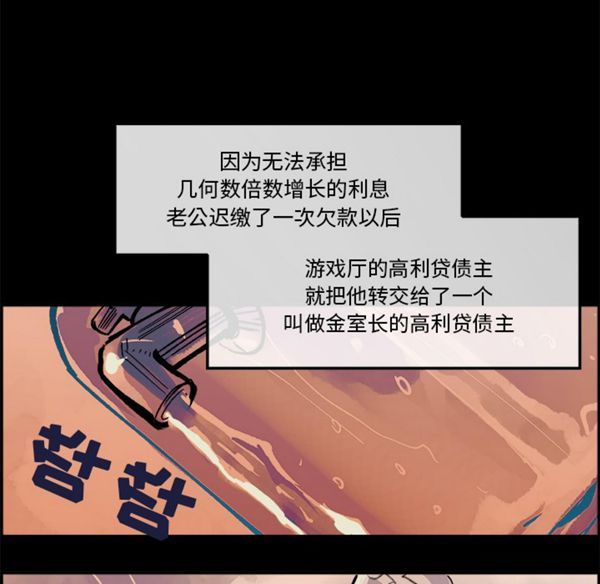 因为无法承担
几何数倍数增长的利息
老公迟缴了一次欠款以后
游戏厅的高利贷债主
就把他转交给了一个
叫做金室长的高利贷债主
哗
哗